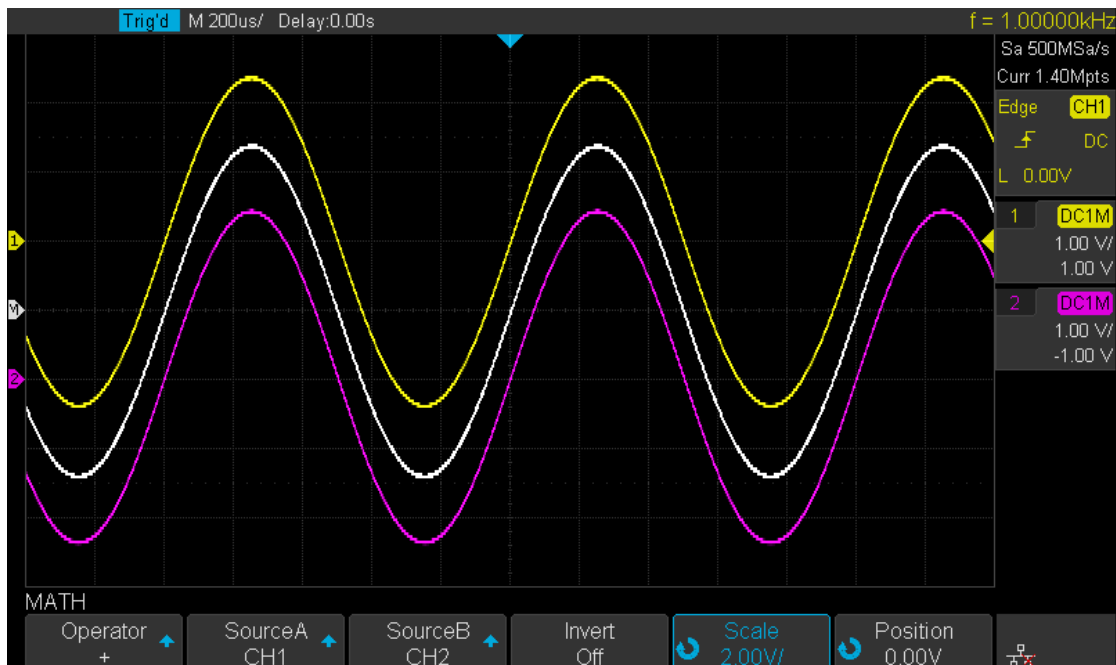 Trig'd M 200us/ Delay:0.00s f = 1.00000kHz
Sa 500MSa/s
Curr 1.40Mpts
Edge CH1
DC
L 0.00V
1 DC1M
1.00 V/
1.00 V
2 DC1M
1.00 V/
-1.00 V
1
M
2
MATH
Operator SourceA SourceB Invert Scale Position
+ CH1 CH2 Off 2.00V/ 0.00V